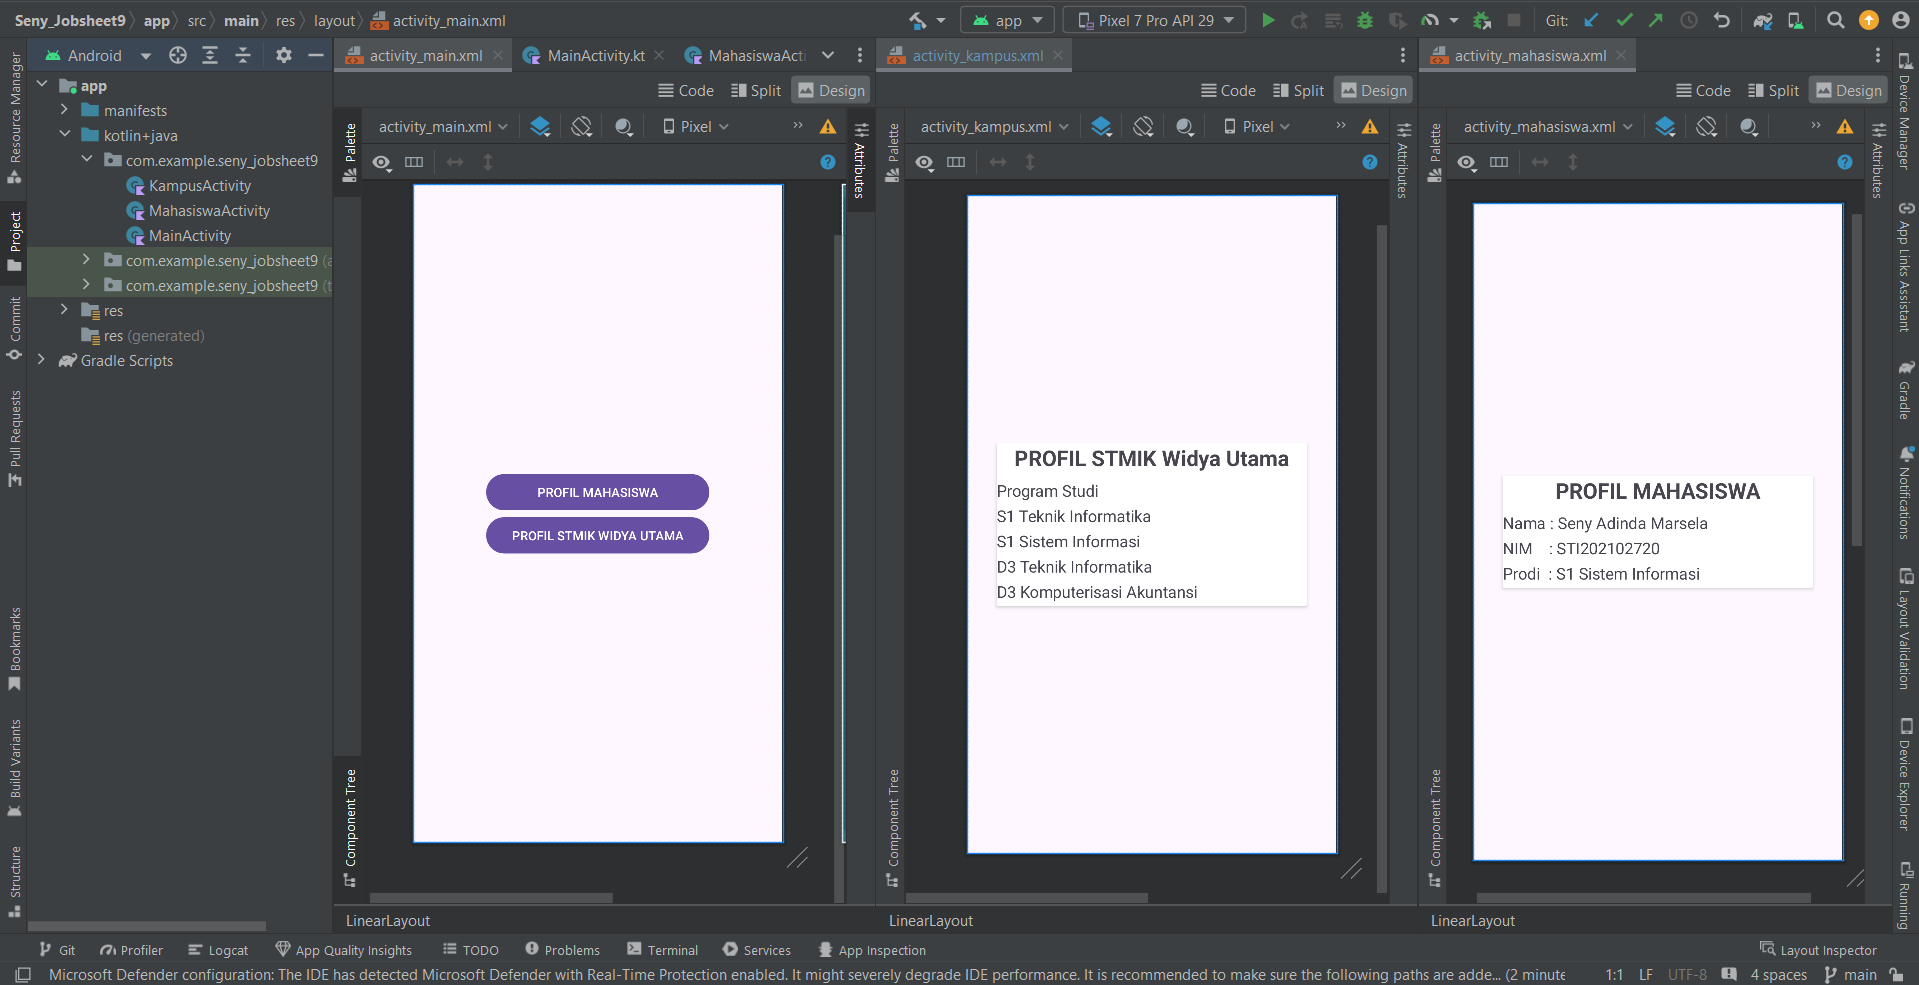 Seny_Jobsheet9 app src main res layout activity_main.xml
app Pixel 7 Pro API 29 Git:
Android
activity_main.xml MainActivity.kt MahasiswaActi
activity_kampus.xml
activity_mahasiswa.xml
Code Split Design
Code Split Design
Code Split Design
activity_main.xml Pixel
activity_kampus.xml Pixel
activity_mahasiswa.xml
app
manifests
kotlin+java
com.example.seny_jobsheet9
KampusActivity
MahasiswaActivity
MainActivity
com.example.seny_jobsheet9 (a
com.example.seny_jobsheet9 (t
res
res (generated)
Gradle Scripts
Resource Manager
Project
Commit
Pull Requests
Bookmarks
Build Variants
Structure
Palette
Component Tree
Attributes
PROFIL MAHASISWA
PROFIL STMIK WIDYA UTAMA
LinearLayout
Palette
Component Tree
Attributes
PROFIL STMIK Widya Utama
Program Studi
S1 Teknik Informatika
S1 Sistem Informasi
D3 Teknik Informatika
D3 Komputerisasi Akuntansi
LinearLayout
Palette
Component Tree
Attributes
PROFIL MAHASISWA
Nama : Seny Adinda Marsela
NIM : STI202102720
Prodi : S1 Sistem Informasi
LinearLayout
Device Manager
App Links Assistant
Gradle
Notifications
Layout Validation
Device Explorer
Running
Git Profiler Logcat App Quality Insights TODO Problems Terminal Services App Inspection Layout Inspector
Microsoft Defender configuration: The IDE has detected Microsoft Defender with Real-Time Protection enabled. It might severely degrade IDE performance. It is recommended to make sure the following paths are adde... (2 minute 1:1 LF UTF-8 4 spaces main